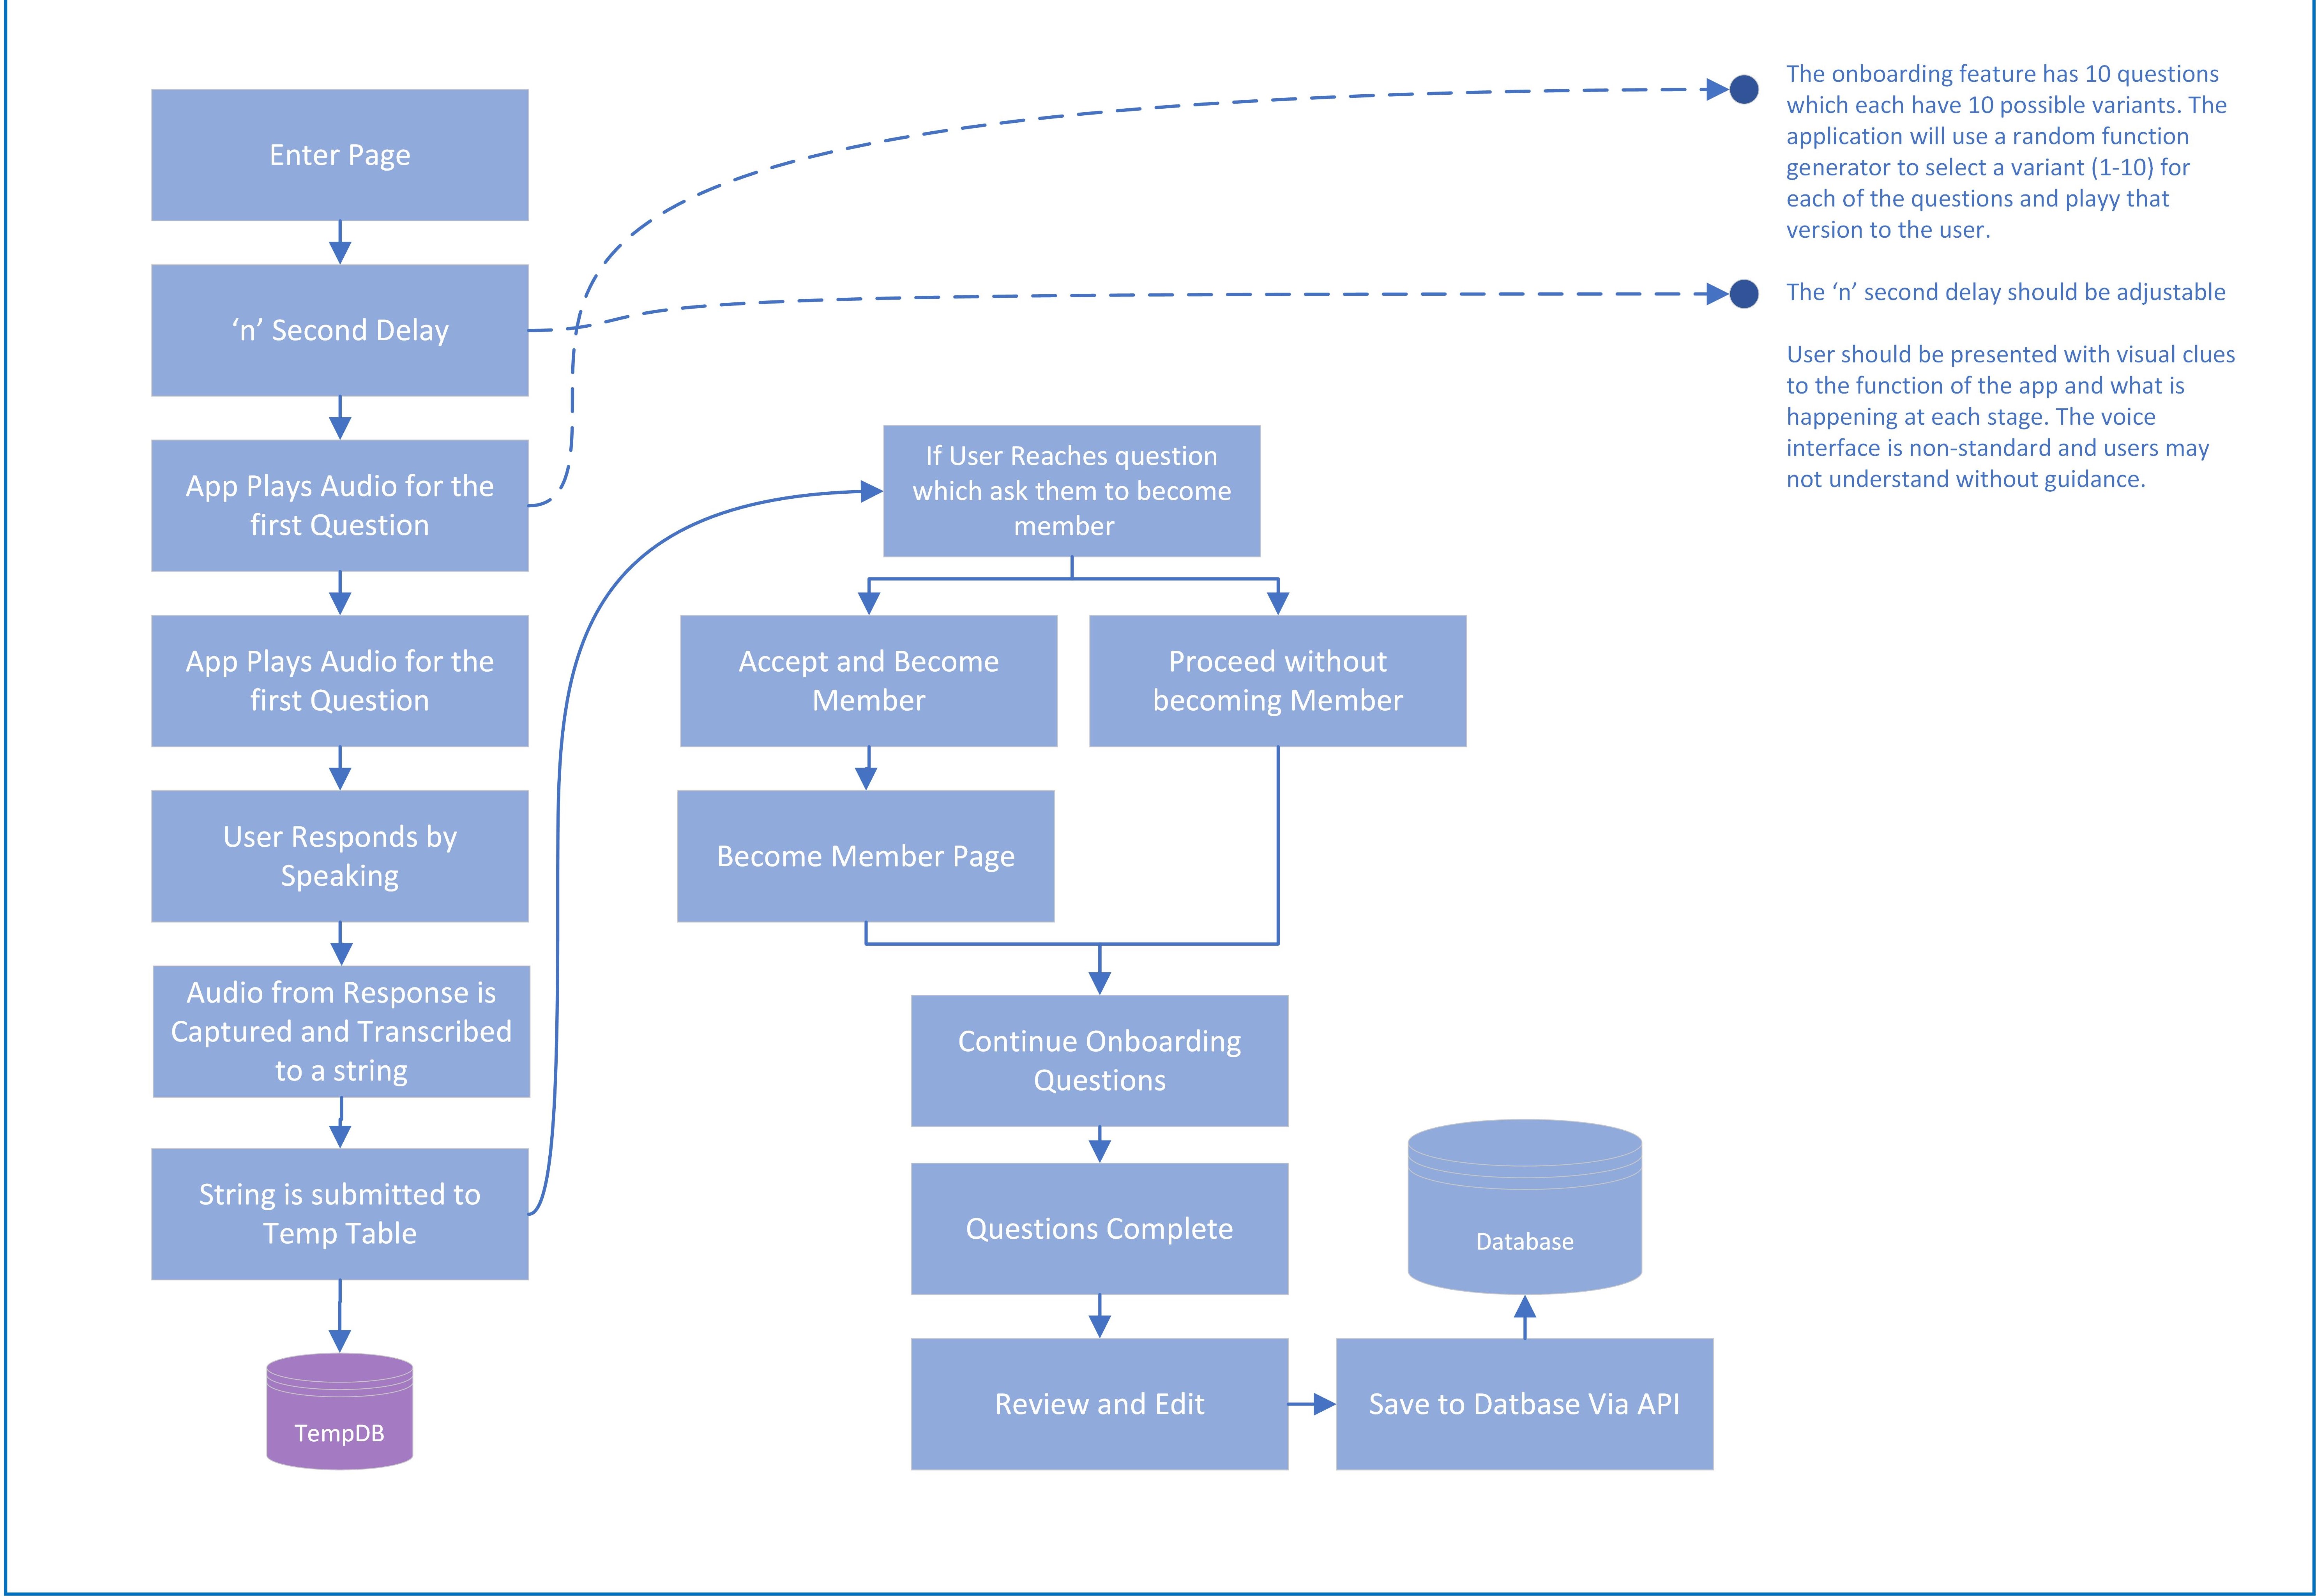 Enter Page
‘n’ Second Delay
App Plays Audio for the
first Question
App Plays Audio for the
first Question
User Responds by
Speaking
Audio from Response is
Captured and Transcribed
to a string
String is submitted to
Temp Table
TempDB
If User Reaches question
which ask them to become
member
Accept and Become
Member
Proceed without
becoming Member
Become Member Page
Continue Onboarding
Questions
Questions Complete
Review and Edit
Save to Datbase Via API
Database
The onboarding feature has 10 questions
which each have 10 possible variants. The
application will use a random function
generator to select a variant (1-10) for
each of the questions and playy that
version to the user.
The ‘n’ second delay should be adjustable
User should be presented with visual clues
to the function of the app and what is
happening at each stage. The voice
interface is non-standard and users may
not understand without guidance.